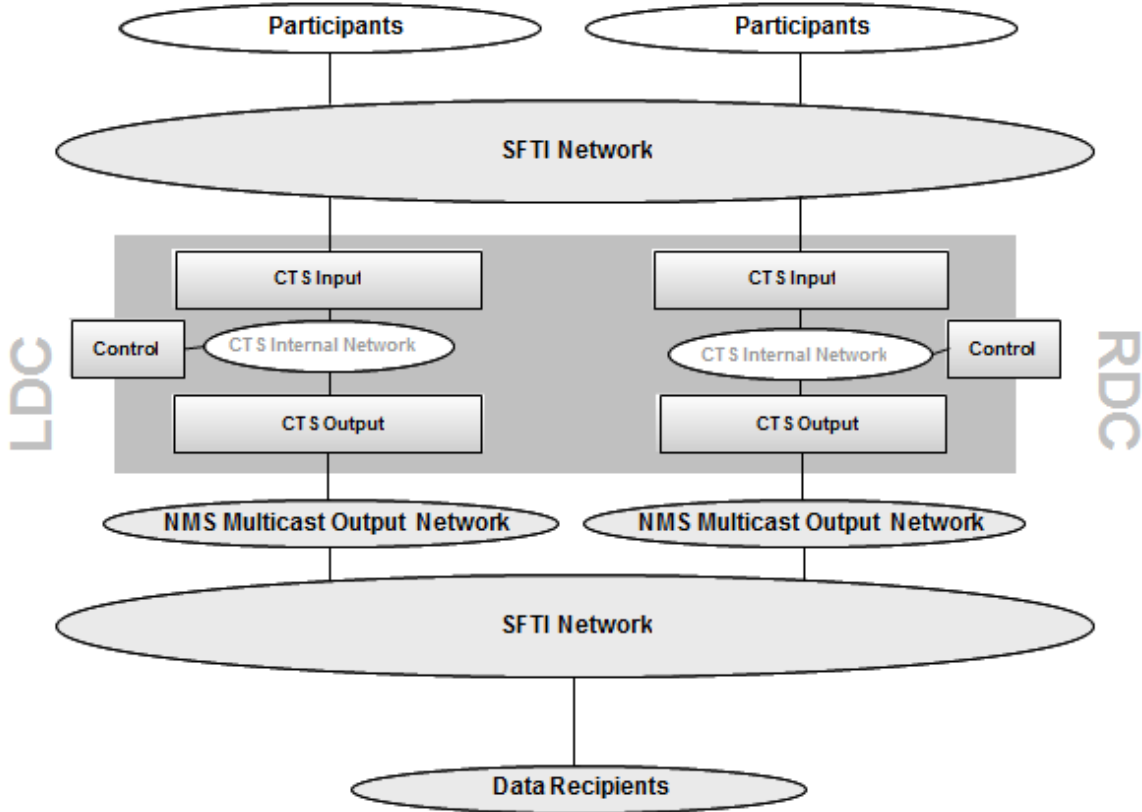 Participants
Participants
SFTI Network
CTS Input
CTS Input
LDC
Control
CTS Internal Network
CTS Internal Network
Control
RDC
CTS Output
CTS Output
NMS Multicast Output Network
NMS Multicast Output Network
SFTI Network
Data Recipients